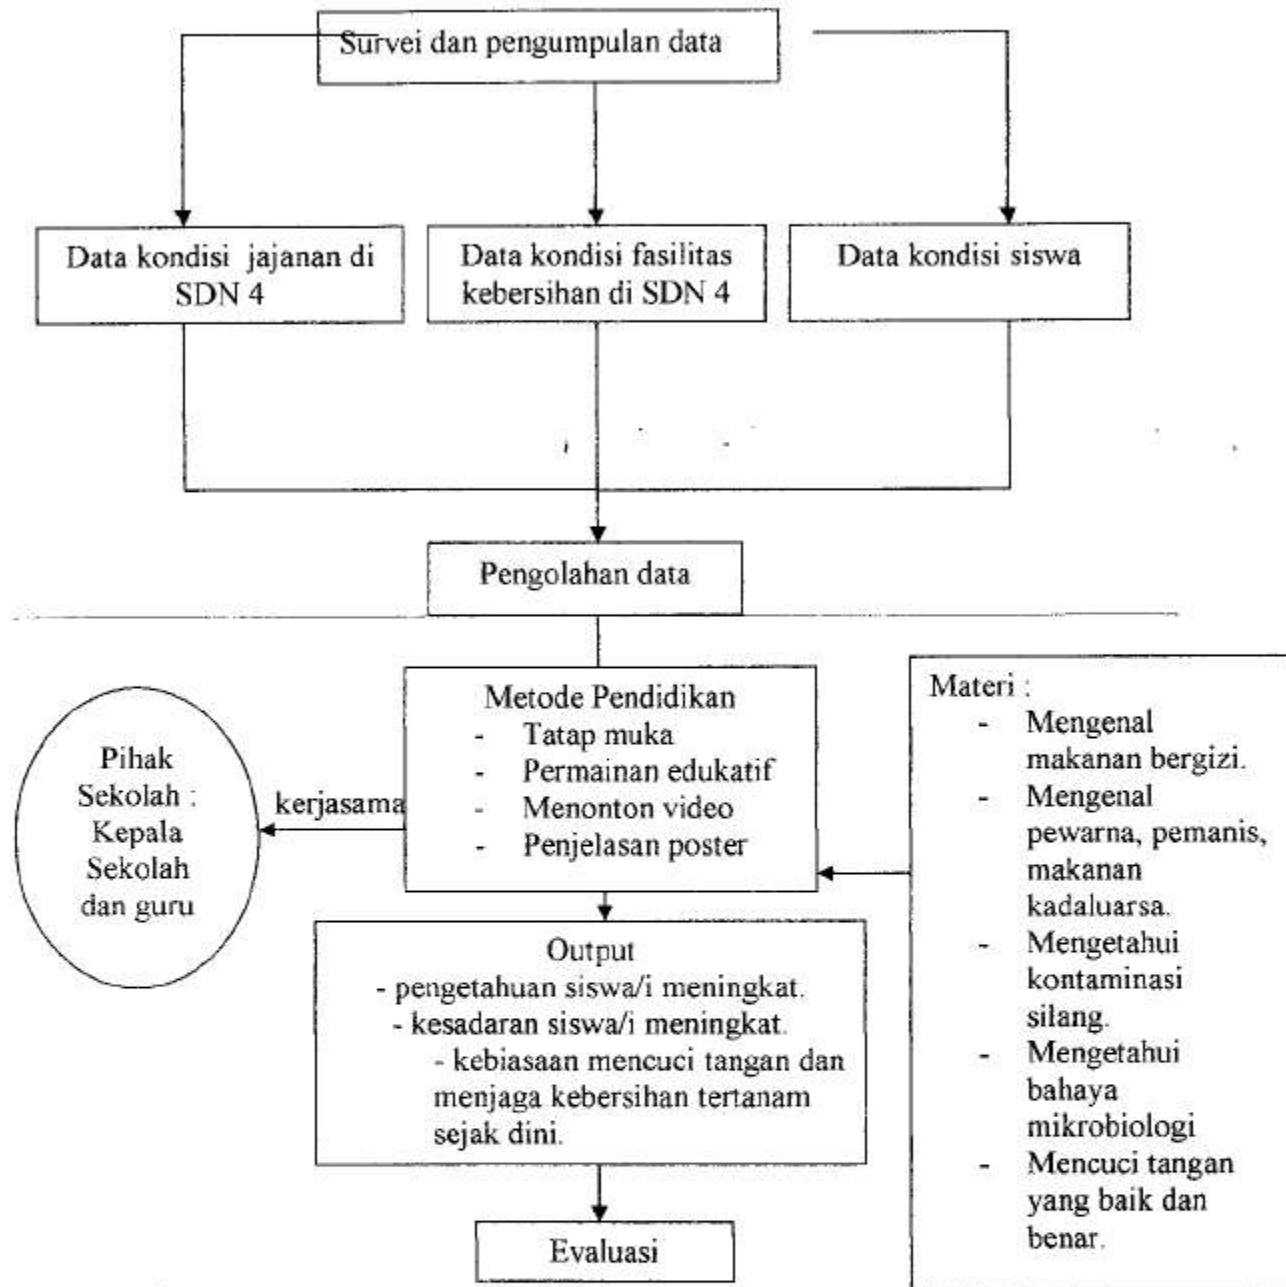 Survei dan pengumpulan data
Data kondisi jajanan di
SDN 4
Data kondisi fasilitas
kebersihan di SDN 4
Data kondisi siswa
Pengolahan data
Metode Pendidikan
- Tatap muka
- Permainan edukatif
- Menonton video
- Penjelasan poster
Pihak
Sekolah :
Kepala
Sekolah
dan guru
kerjasama
Materi :
- Mengenal
makanan bergizi.
- Mengenal
pewarna, pemanis,
makanan
kadaluarsa.
- Mengetahui
kontaminasi
silang.
- Mengetahui
bahaya
mikrobiologi
- Mencuci tangan
yang baik dan
benar.
Output
- pengetahuan siswa/i meningkat.
- kesadaran siswa/i meningkat.
- kebiasaan mencuci tangan dan
menjaga kebersihan tertanam
sejak dini.
Evaluasi